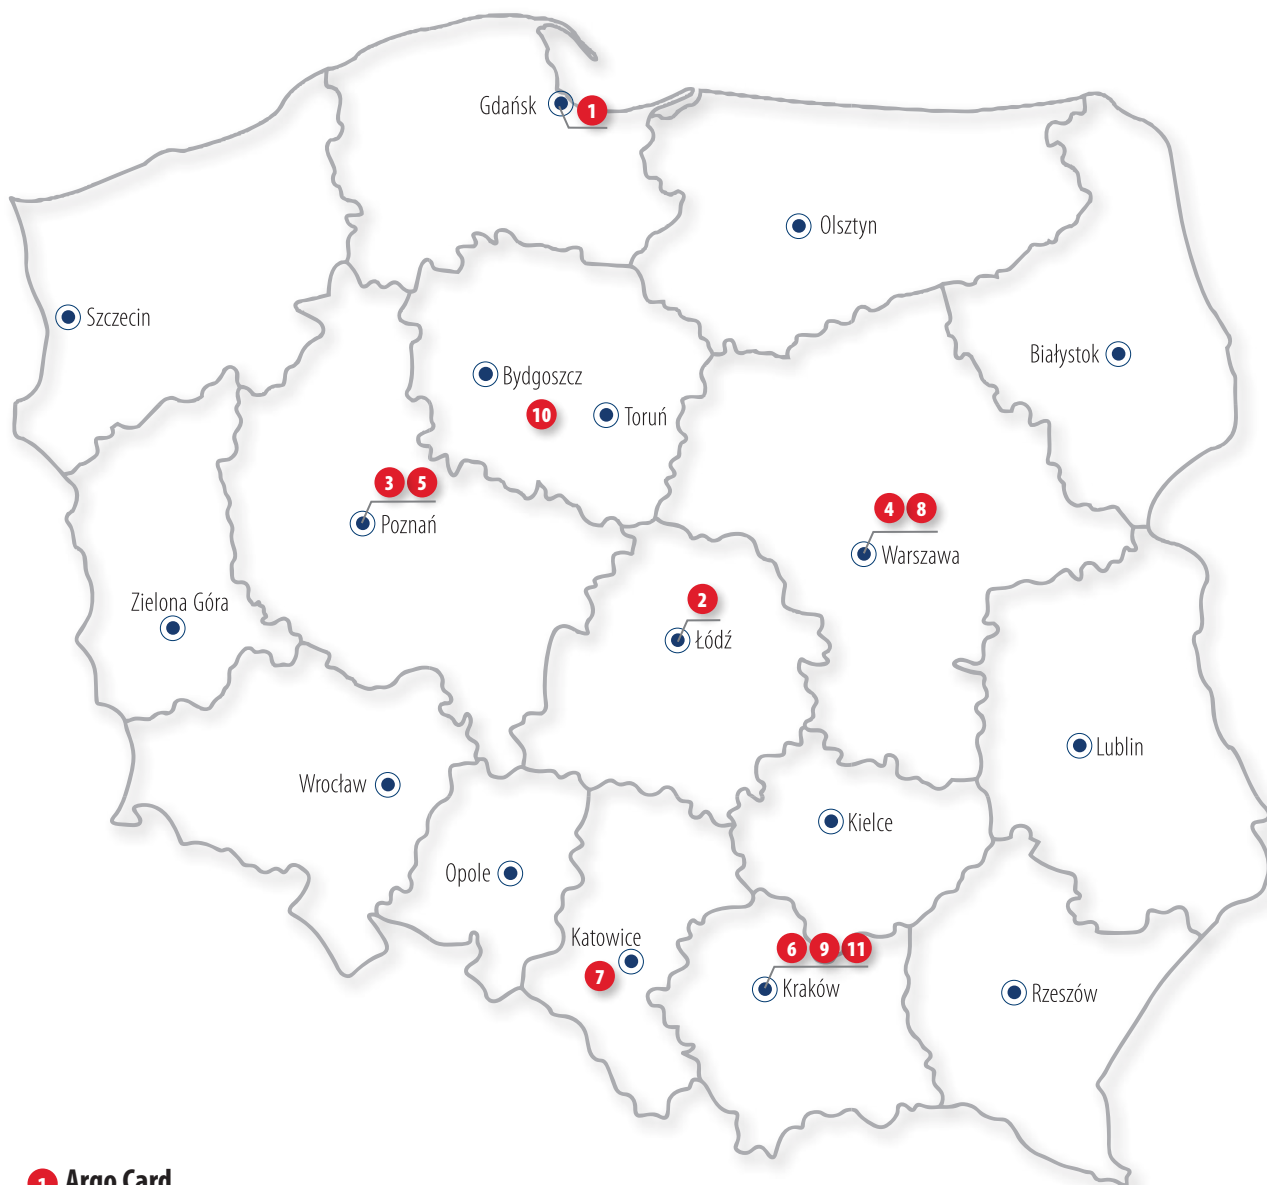 Gdańsk
1
Olsztyn
Szczecin
Białystok
Bydgoszcz
10
Toruń
3 5
Poznań
4 8
Warszawa
Zielona Góra
2
Łódź
Lublin
Wrocław
Kielce
Opole
Katowice
7
6 9 11
Kraków
Rzeszów
1 Argo Card